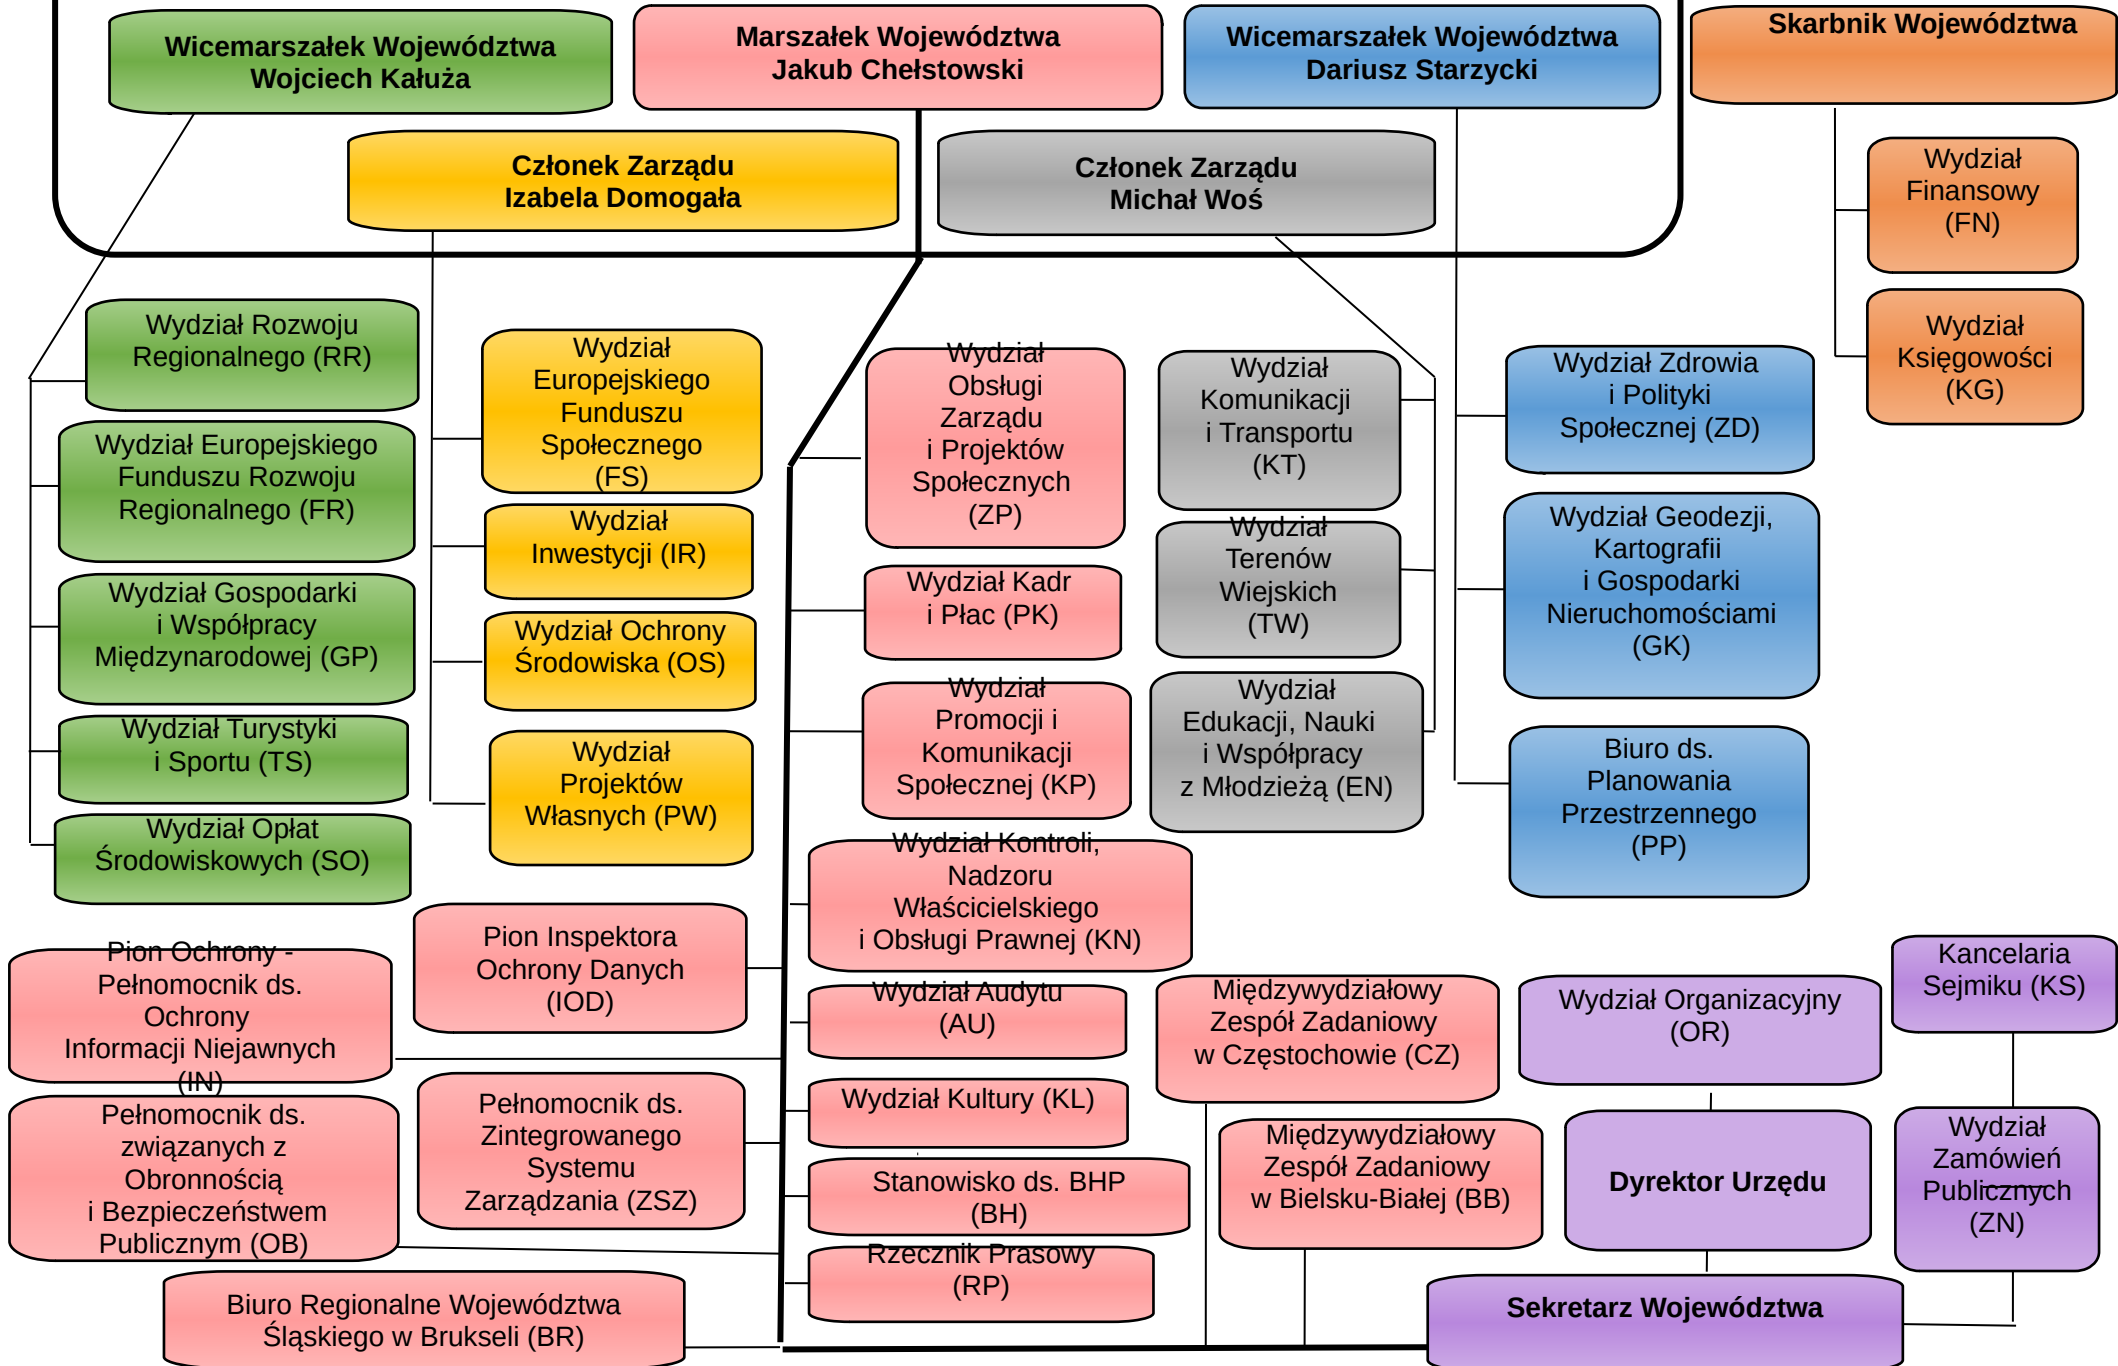 Wicemarszałek Województwa
Wojciech Kałuża
Marszałek Województwa
Jakub Chełstowski
Wicemarszałek Województwa
Dariusz Starzycki
Skarbnik Województwa
Członek Zarządu
Izabela Domogała
Członek Zarządu
Michał Woś
Wydział
Finansowy
(FN)
Wydział
Księgowości
(KG)
Wydział Rozwoju
Regionalnego (RR)
Wydział Europejskiego
Funduszu Rozwoju
Regionalnego (FR)
Wydział Gospodarki
i Współpracy
Międzynarodowej (GP)
Wydział Turystyki
i Sportu (TS)
Wydział Opłat
Środowiskowych (SO)
Wydział
Europejskiego
Funduszu
Społecznego
(FS)
Wydział
Inwestycji (IR)
Wydział Ochrony
Środowiska (OS)
Wydział
Projektów
Własnych (PW)
Wydział
Obsługi
Zarządu
i Projektów
Społecznych
(ZP)
Wydział Kadr
i Płac (PK)
Wydział
Promocji i
Komunikacji
Społecznej (KP)
Wydział Kontroli,
Nadzoru
Właścicielskiego
i Obsługi Prawnej (KN)
Wydział Audytu
(AU)
Wydział Kultury (KL)
Stanowisko ds. BHP
(BH)
Rzecznik Prasowy
(RP)
Wydział
Komunikacji
i Transportu
(KT)
Wydział
Terenów
Wiejskich
(TW)
Wydział
Edukacji, Nauki
i Współpracy
z Młodzieżą (EN)
Wydział Zdrowia
i Polityki
Społecznej (ZD)
Wydział Geodezji,
Kartografii
i Gospodarki
Nieruchomościami
(GK)
Biuro ds.
Planowania
Przestrzennego
(PP)
Pion Ochrony -
Pełnomocnik ds.
Ochrony
Informacji Niejawnych
(IN)
Pion Inspektora
Ochrony Danych
(IOD)
Pełnomocnik ds.
związanych z
Obronnością
i Bezpieczeństwem
Publicznym (OB)
Pełnomocnik ds.
Zintegrowanego
Systemu
Zarządzania (ZSZ)
Biuro Regionalne Województwa
Śląskiego w Brukseli (BR)
Międzywydziałowy
Zespół Zadaniowy
w Częstochowie (CZ)
Międzywydziałowy
Zespół Zadaniowy
w Bielsku-Białej (BB)
Wydział Organizacyjny
(OR)
Dyrektor Urzędu
Sekretarz Województwa
Kancelaria
Sejmiku (KS)
Wydział
Zamówień
Publicznych
(ZN)